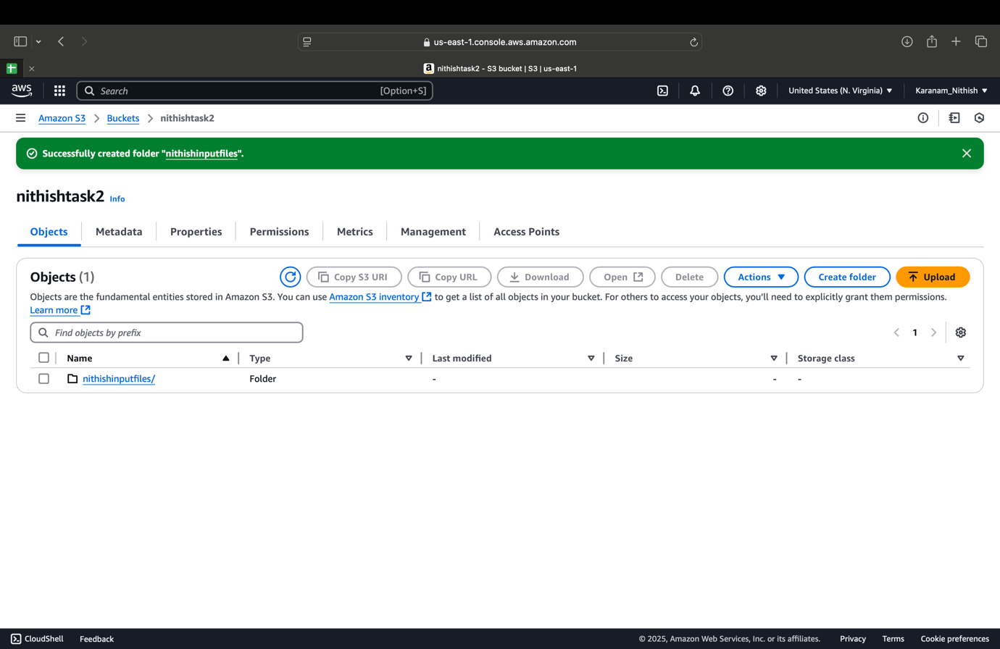 us-east-1.console.aws.amazon.com
nithishtask2 - S3 bucket | S3 | us-east-1
aws
Search
[Option+S]
United States (N. Virginia)
Karanam_Nithish
Amazon S3 > Buckets > nithishtask2
Successfully created folder "nithishinputfiles".
nithishtask2 Info
Objects Metadata Properties Permissions Metrics Management Access Points
Objects (1)
Copy S3 URI Copy URL Download Open Delete Actions Create folder Upload
Objects are the fundamental entities stored in Amazon S3. You can use Amazon S3 inventory to get a list of all objects in your bucket. For others to access your objects, you'll need to explicitly grant them permissions.
Learn more
Find objects by prefix
1
Name Type Last modified Size Storage class
nithishinputfiles/ Folder - - -
CloudShell Feedback © 2025, Amazon Web Services, Inc. or its affiliates. Privacy Terms Cookie preferences